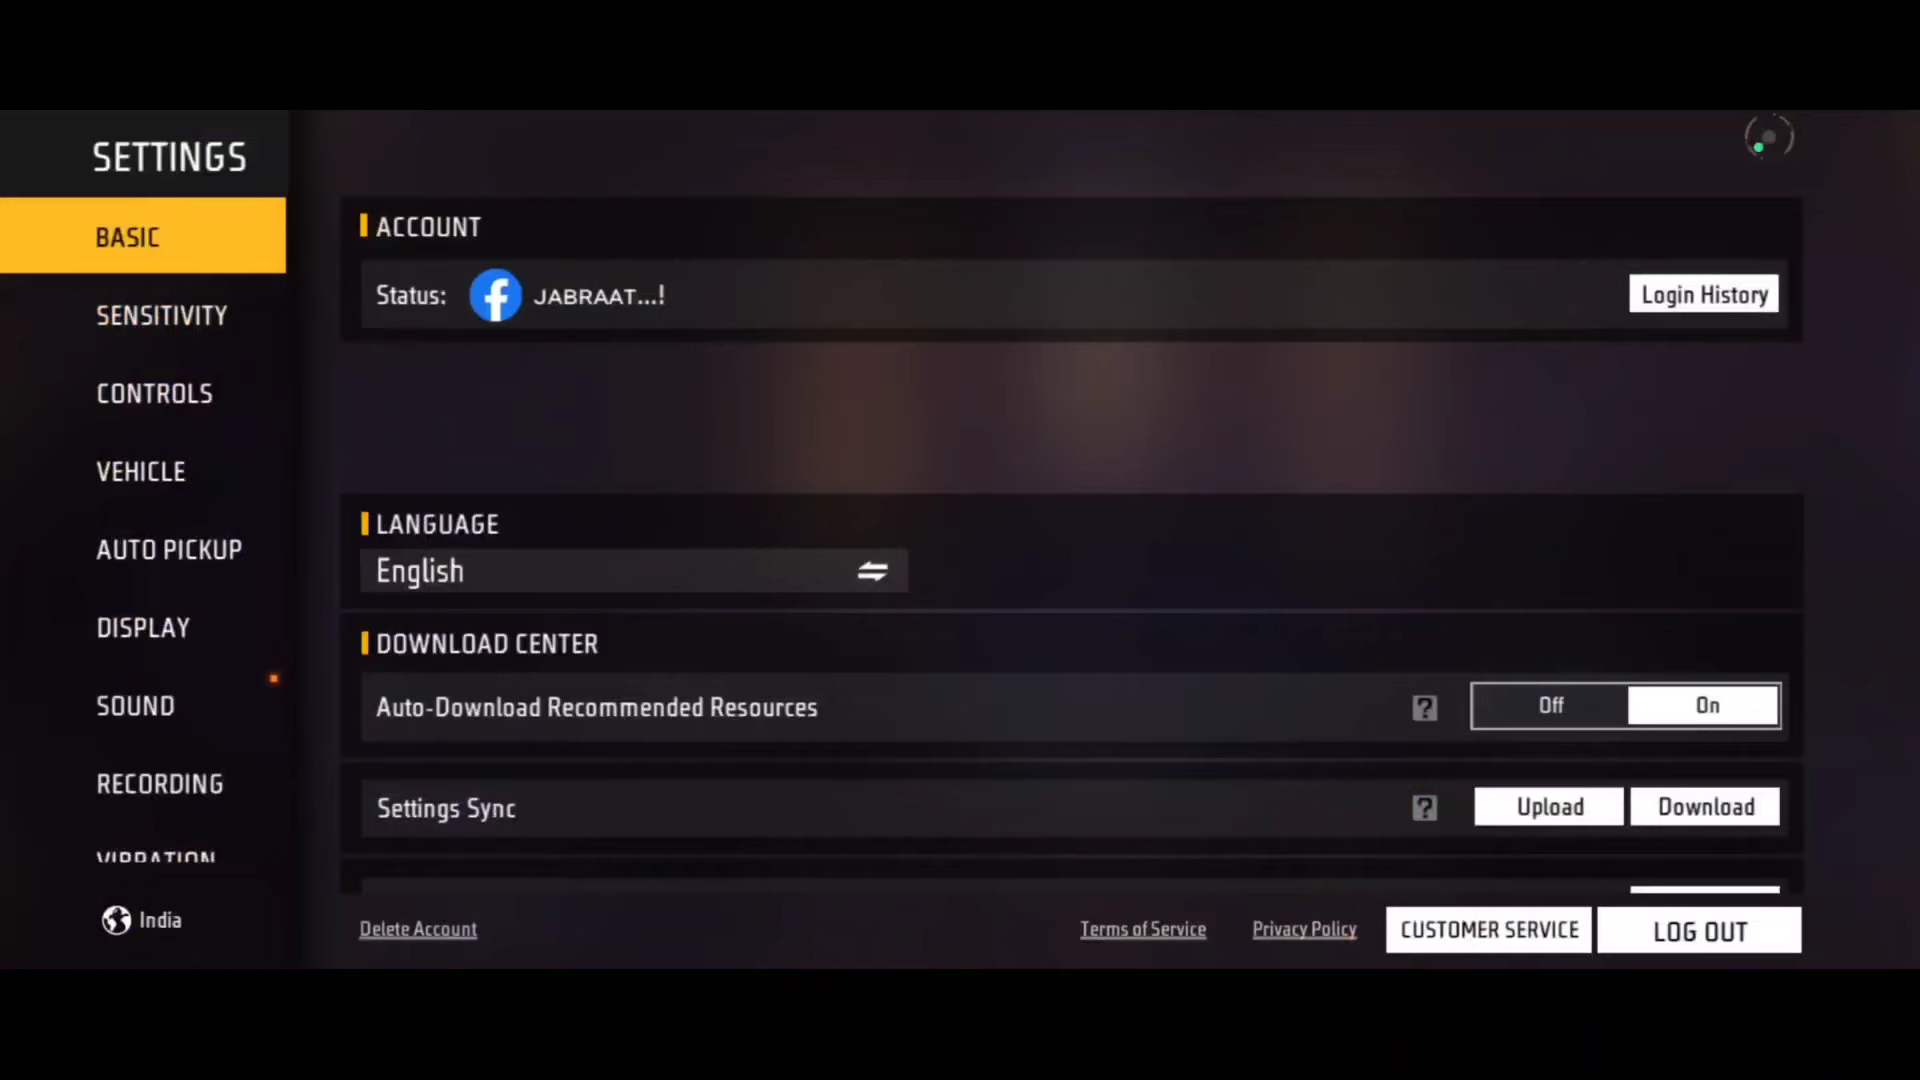 SETTINGS
BASIC
SENSITIVITY
CONTROLS
VEHICLE
AUTO PICKUP
DISPLAY
SOUND
RECORDING
VIBRATION
India
ACCOUNT
Status: JABRAAT...! Login History
LANGUAGE
English
DOWNLOAD CENTER
Auto-Download Recommended Resources ? Off On
Settings Sync ? Upload Download
Delete Account Terms of Service Privacy Policy CUSTOMER SERVICE LOG OUT